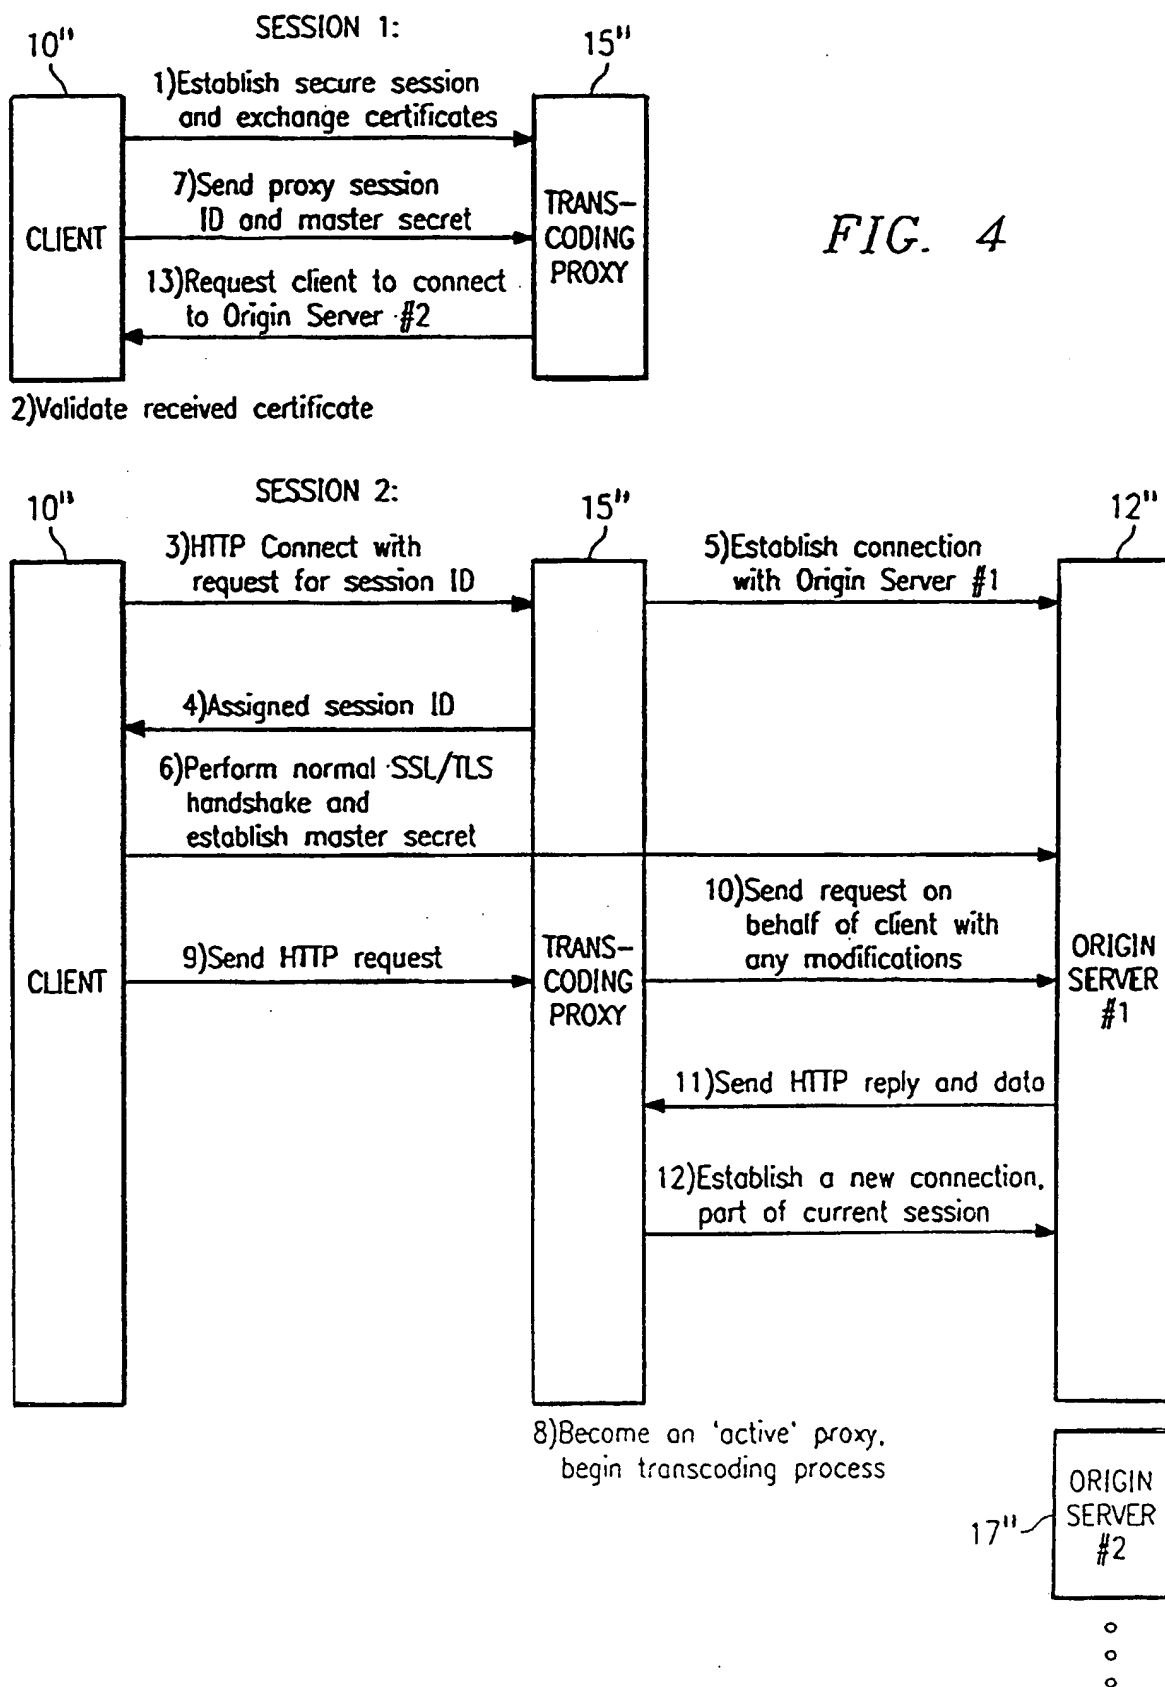 SESSION 1:
10"
15"
1)Establish secure session
and exchange certificates
7)Send proxy session
ID and master secret
CLIENT
TRANS-
CODING
PROXY
FIG. 4
13)Request client to connect
to Origin Server #2
2)Validate received certificate
SESSION 2:
10"
15"
12"
3)HTTP Connect with
request for session ID
5)Establish connection
with Origin Server #1
4)Assigned session ID
6)Perform normal SSL/TLS
handshake and
establish master secret
10)Send request on
behalf of client with
any modifications
9)Send HTTP request
CLIENT
TRANS-
CODING
PROXY
ORIGIN
SERVER
#1
11)Send HTTP reply and data
12)Establish a new connection,
part of current session
8)Become an 'active' proxy,
begin transcoding process
17"
ORIGIN
SERVER
#2